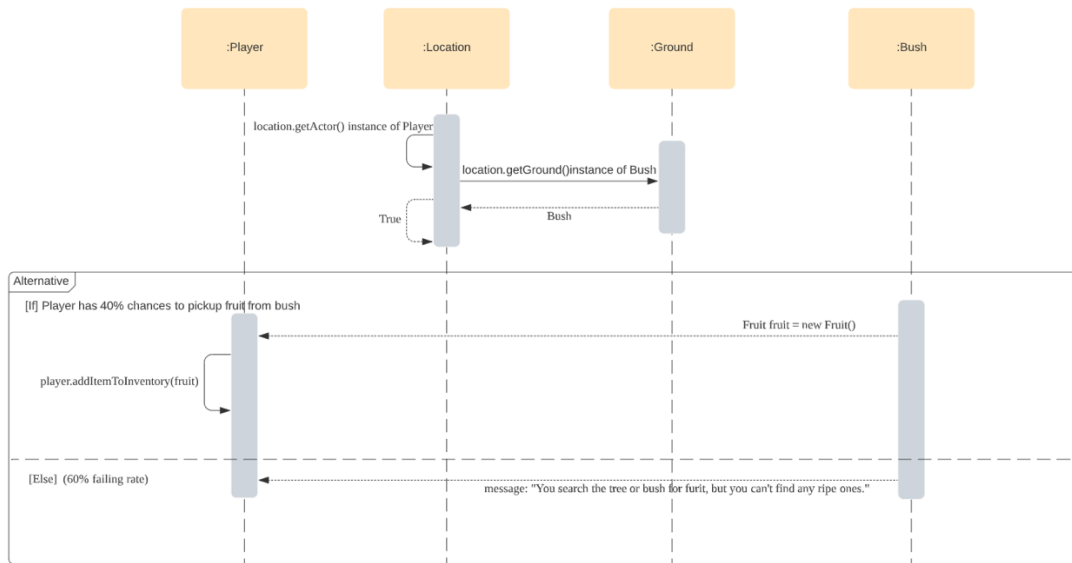 :Player
:Location
:Ground
:Bush
location.getActor() instance of Player
location.getGround()instance of Bush
Bush
True
Alternative
[If] Player has 40% chances to pickup fruit from bush
Fruit fruit = new Fruit()
player.addItemToInventory(fruit)
[Else] (60% failing rate)
message: "You search the tree or bush for furit, but you can't find any ripe ones."